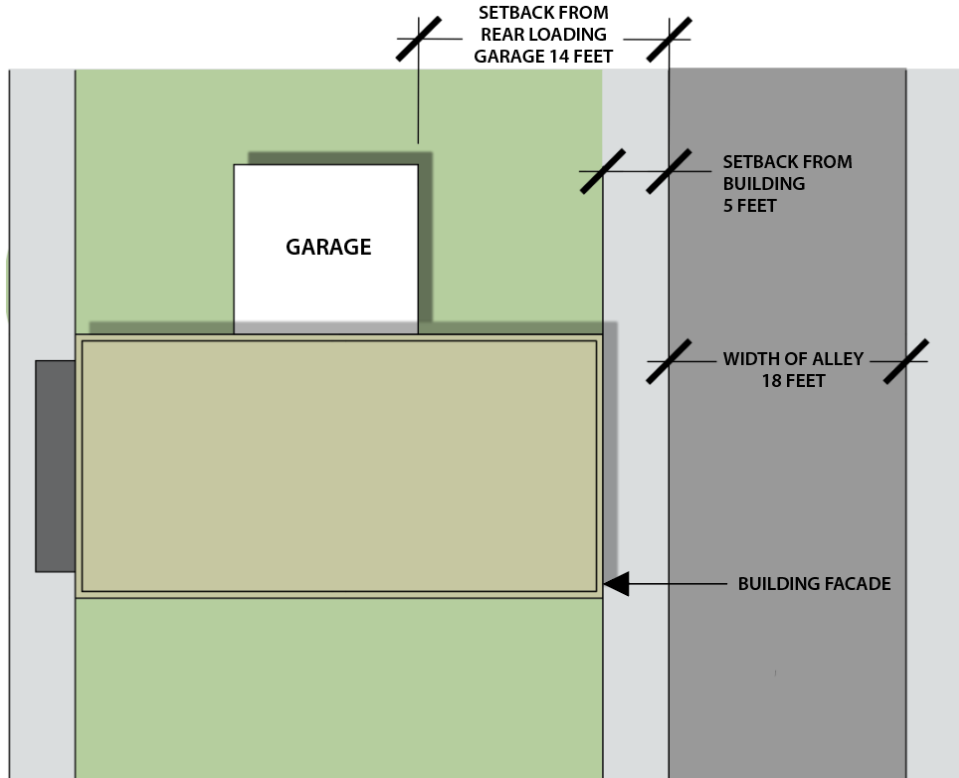 SETBACK FROM
REAR LOADING
GARAGE 14 FEET
SETBACK FROM
BUILDING
5 FEET
GARAGE
WIDTH OF ALLEY
18 FEET
BUILDING FACADE